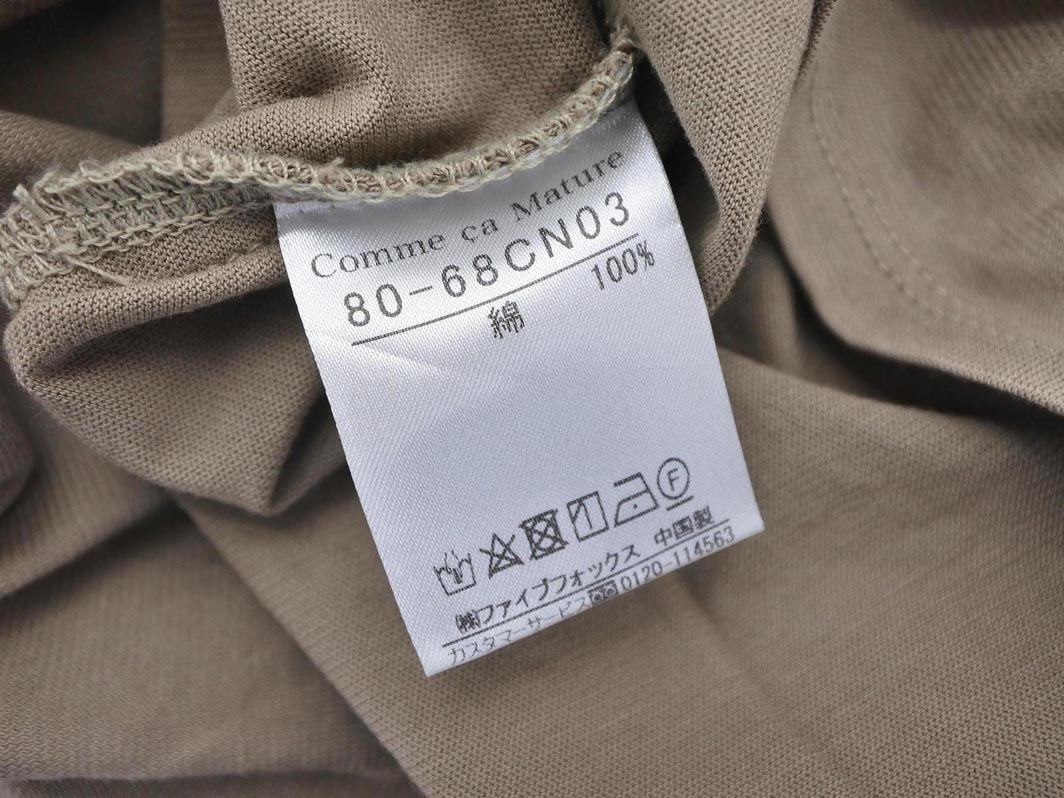 Comme ça Mature
80-68CN03
綿 100%
F
㈱ファイブフォックス 中国製
カスタマーサービス 0120-114563